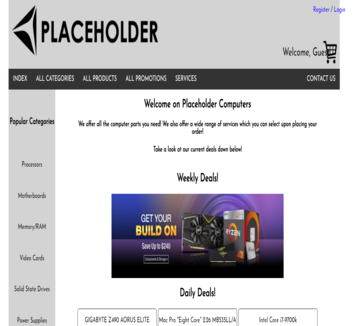 Register / Login
PLACEHOLDER
Welcome, Guest
INDEX ALL CATEGORIES ALL PRODUCTS ALL PROMOTIONS SERVICES CONTACT US
Popular Categories
Processors
Motherboards
Memory/RAM
Video Cards
Solid State Drives
Power Supplies
Welcome on Placeholder Computers
We offer all the computer parts you need! We also offer a wide range of services which you can select upon placing your
order!
Take a look at our current deals down below!
Weekly Deals!
GET YOUR
BUILD ON
Save Up to $240
Components & Storage
RYZEN
Daily Deals!
GIGABYTE Z490 AORUS ELITE
Mac Pro "Eight Core" 2.26 MB535LL/A
Intel Core i7-9700k